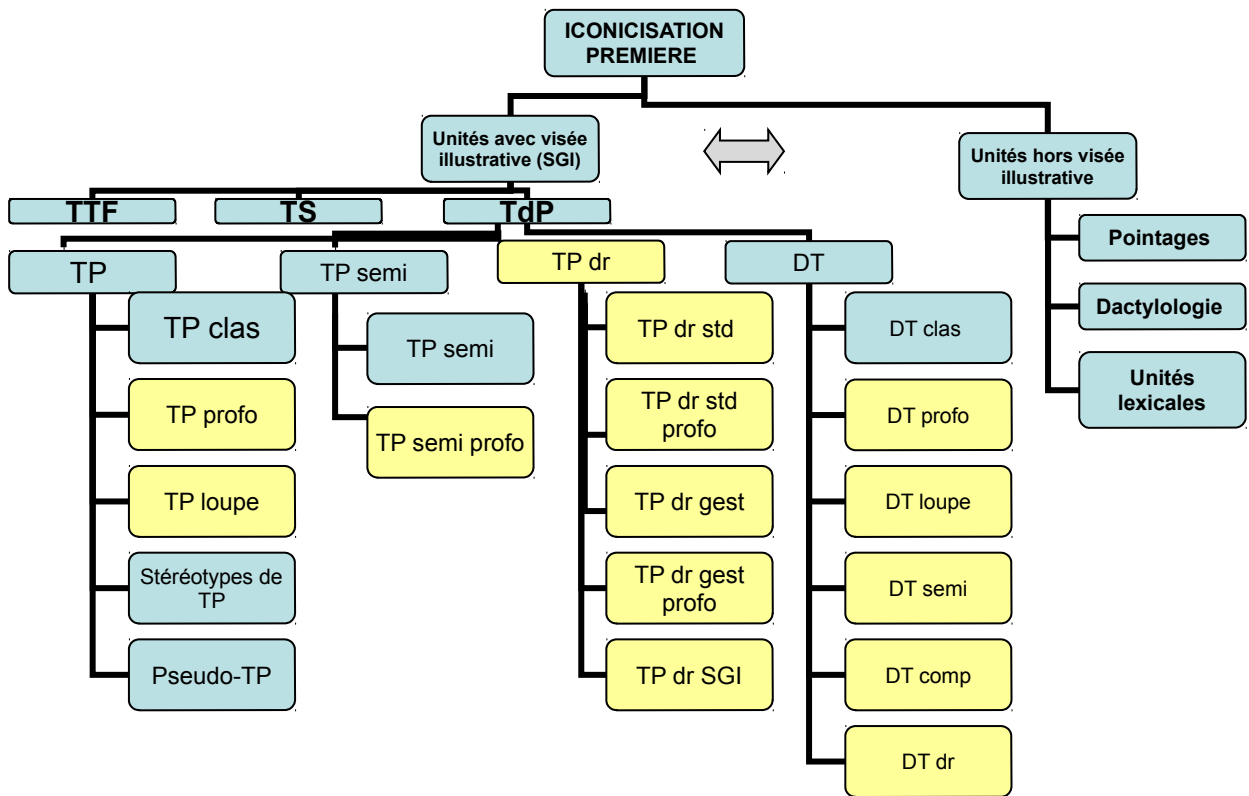 ICONICISATION
PREMIERE
Unités avec visée
illustrative (SGI)
Unités hors visée
illustrative
TTF
TS
TdP
Pointages
Dactylologie
Unités
lexicales
TP
TP semi
TP dr
DT
TP clas
TP profo
TP loupe
Stéréotypes de
TP
Pseudo-TP
TP semi
TP semi profo
TP dr std
TP dr std
profo
TP dr gest
TP dr gest
profo
TP dr SGI
DT clas
DT profo
DT loupe
DT semi
DT comp
DT dr